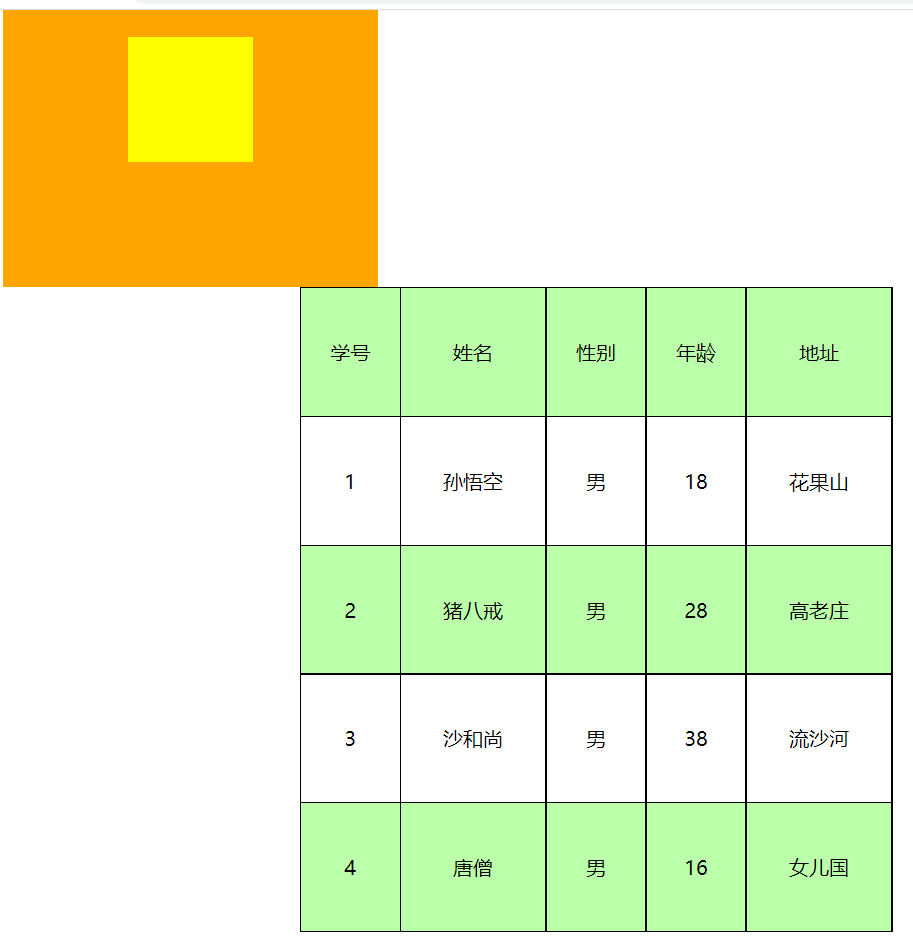 学号 姓名 性别 年龄 地址
1 孙悟空 男 18 花果山
2 猪八戒 男 28 高老庄
3 沙和尚 男 38 流沙河
4 唐僧 男 16 女儿国